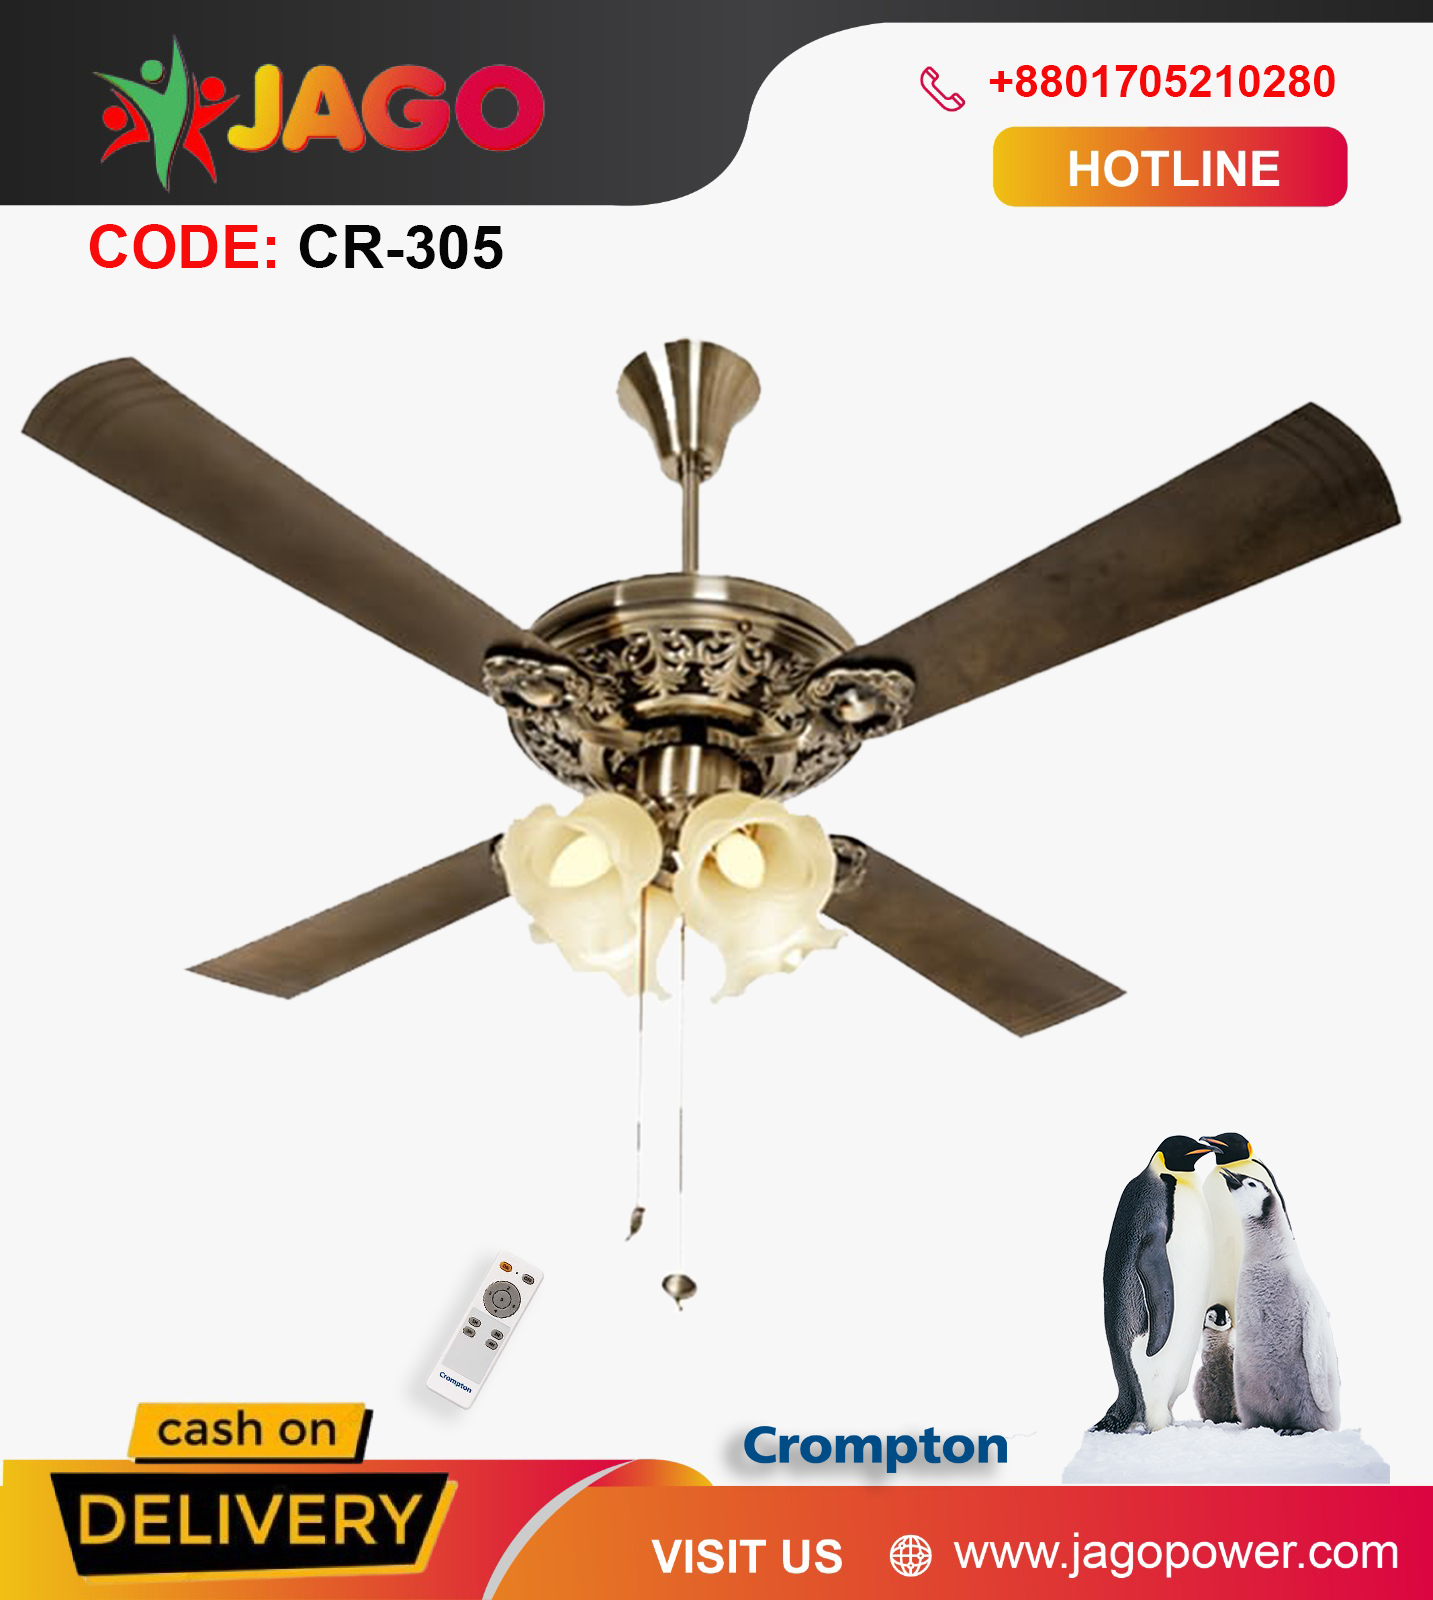 JAGO
+8801705210280
HOTLINE
CODE: CR-305
Crompton
cash on
DELIVERY
Crompton
VISIT US
www.jagopower.com